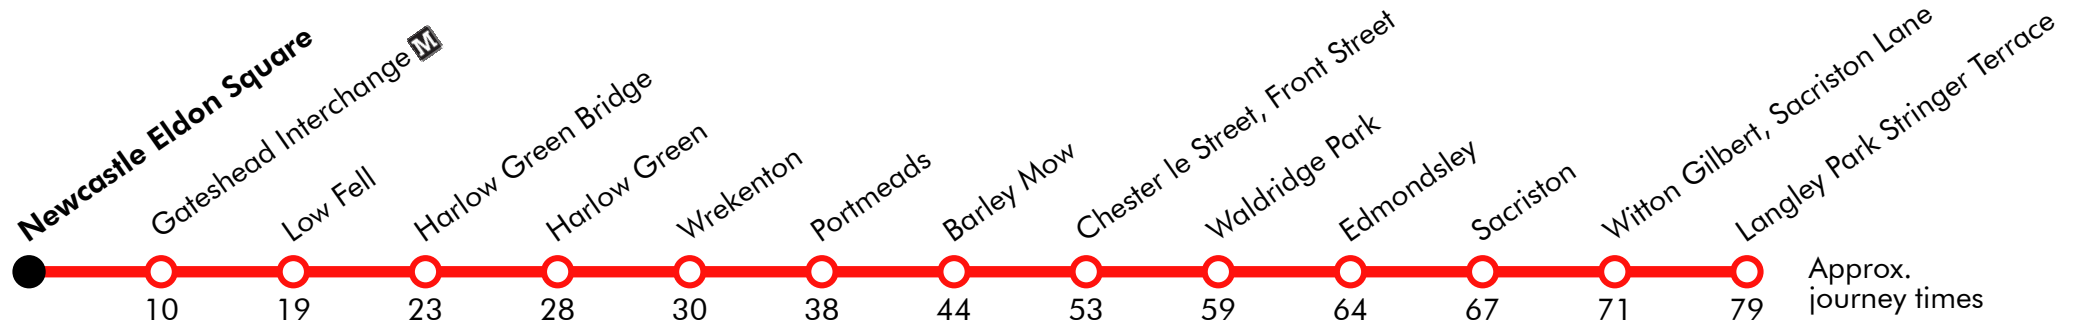 Newcastle Eldon Square
Gateshead Interchange M
Low Fell
Harlow Green Bridge
Harlow Green
Wrekenton
Portmeads
Barley Mow
Chester le Street, Front Street
Waldridge Park
Edmondsley
Sacriston
Witton Gilbert, Sacriston Lane
Langley Park Stringer Terrace
10 19 23 28 30 38 44 53 59 64 67 71 79
Approx.
journey times